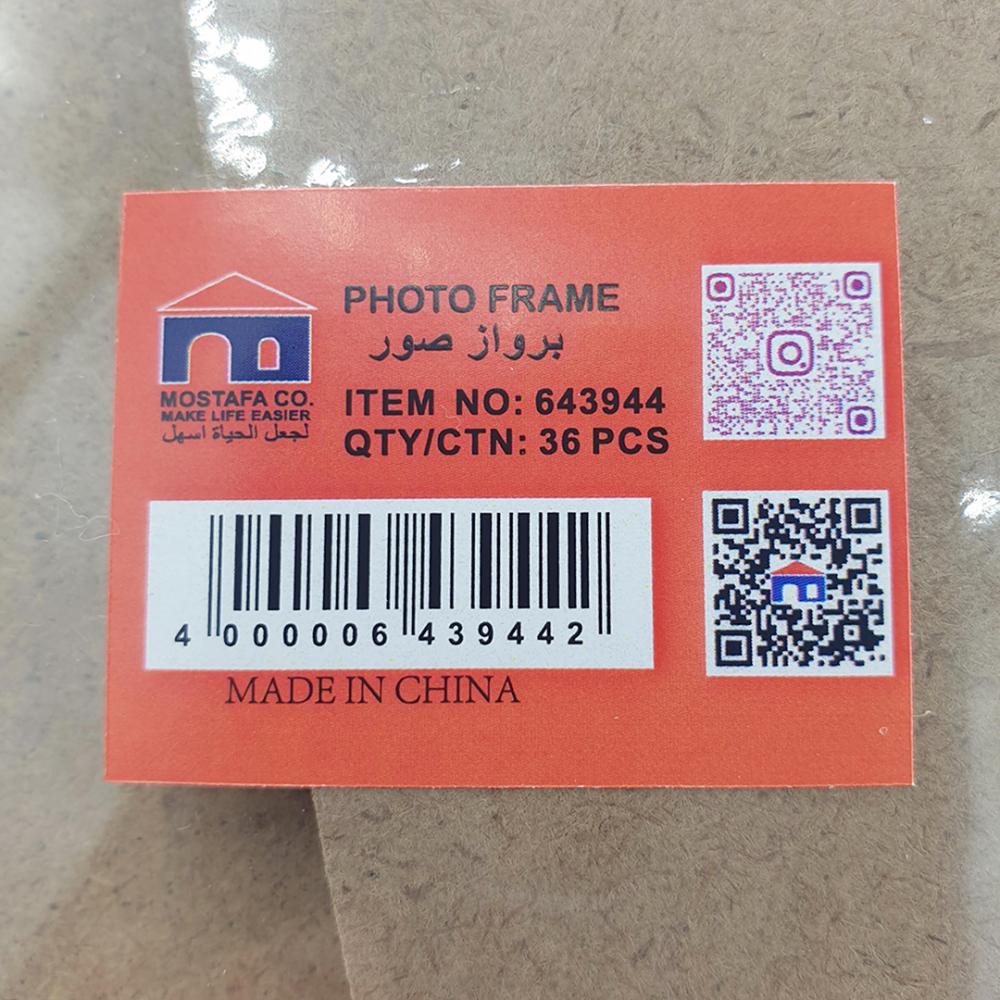 PHOTO FRAME
برواز صور
ITEM NO: 643944
QTY/CTN: 36 PCS
MOSTAFA CO.
MAKE LIFE EASIER
لجعل الحياة اسهل
4 000006 439442
MADE IN CHINA